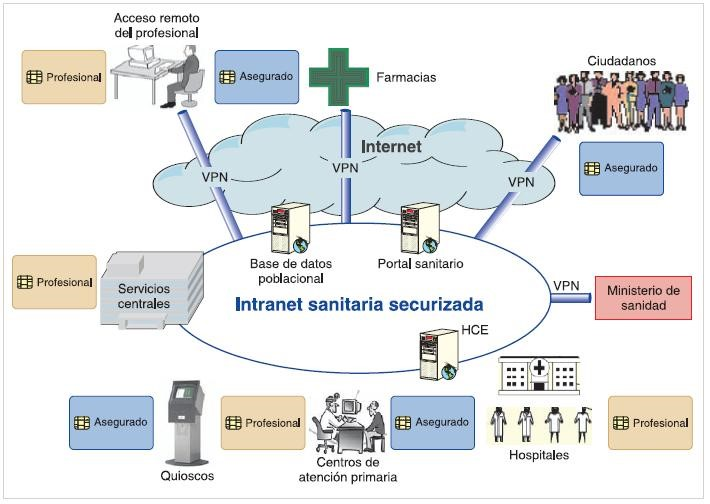 Acceso remoto
del profesional
Profesional
Asegurado
Farmacias
Ciudadanos
Internet
VPN
VPN
VPN
Asegurado
Base de datos
poblacional
Portal sanitario
Profesional
Servicios
centrales
Intranet sanitaria securizada
VPN
Ministerio de
sanidad
HCE
Asegurado
Quioscos
Profesional
Centros de
atención primaria
Asegurado
Hospitales
Profesional